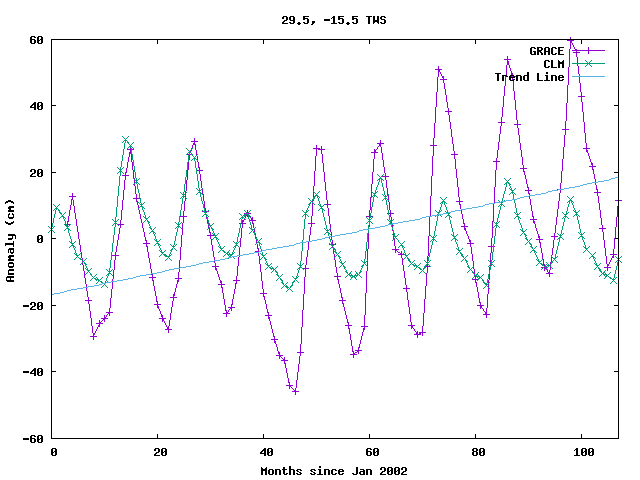 29.5, -15.5 TWS
60
40
20
0
-20
-40
-60
Anomaly (cm)
GRACE
CLM
Trend Line
0 20 40 60 80 100
Months since Jan 2002